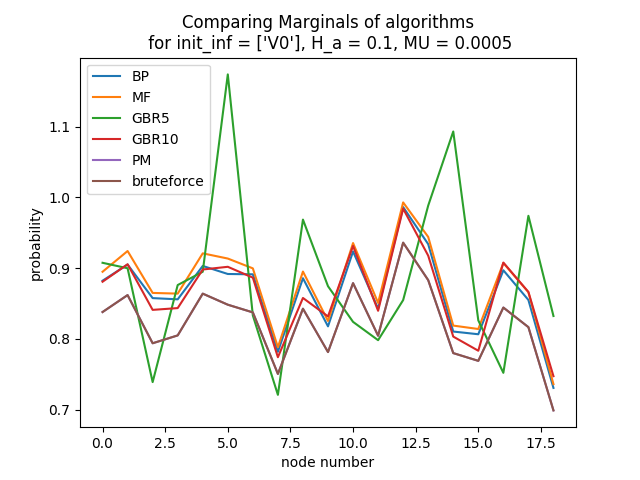 Comparing Marginals of algorithms
for init_inf = ['V0'], H_a = 0.1, MU = 0.0005
BP
MF
GBR5
GBR10
PM
bruteforce
probability
1.1
1.0
0.9
0.8
0.7
0.0 2.5 5.0 7.5 10.0 12.5 15.0 17.5
node number